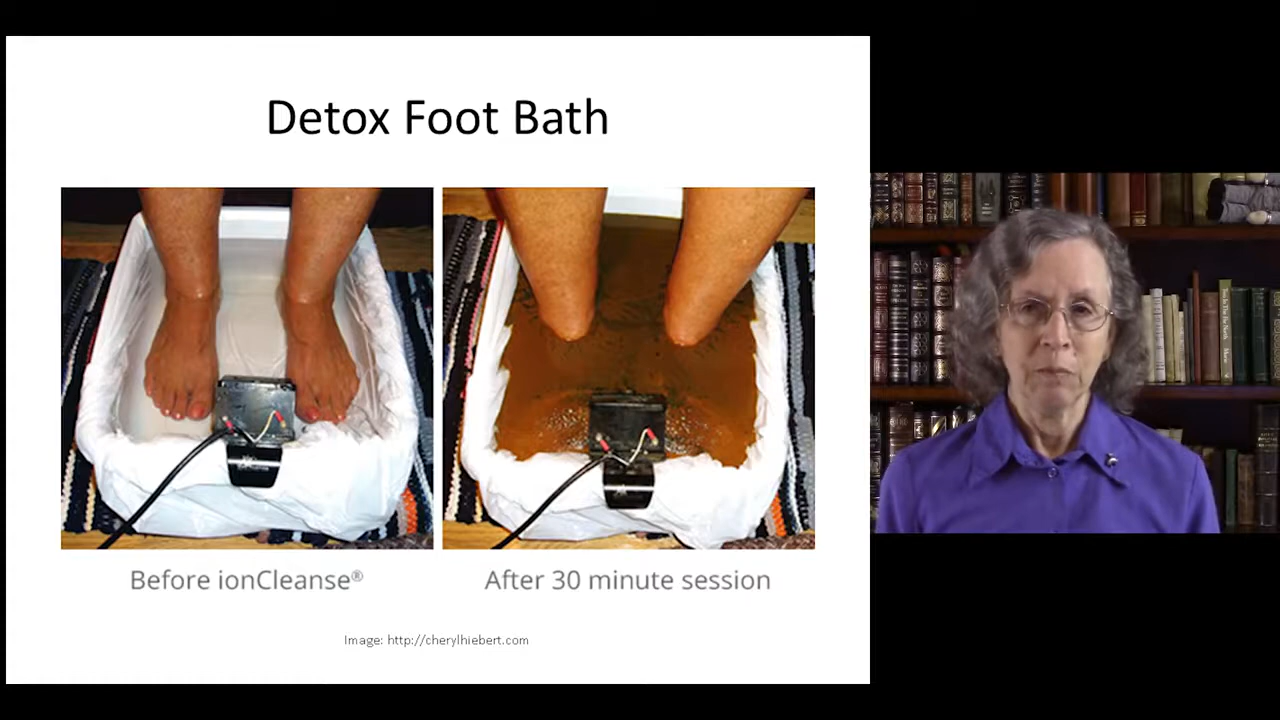 Detox Foot Bath
Before ionCleanse®
After 30 minute session
Image: http://cherylhiebert.com